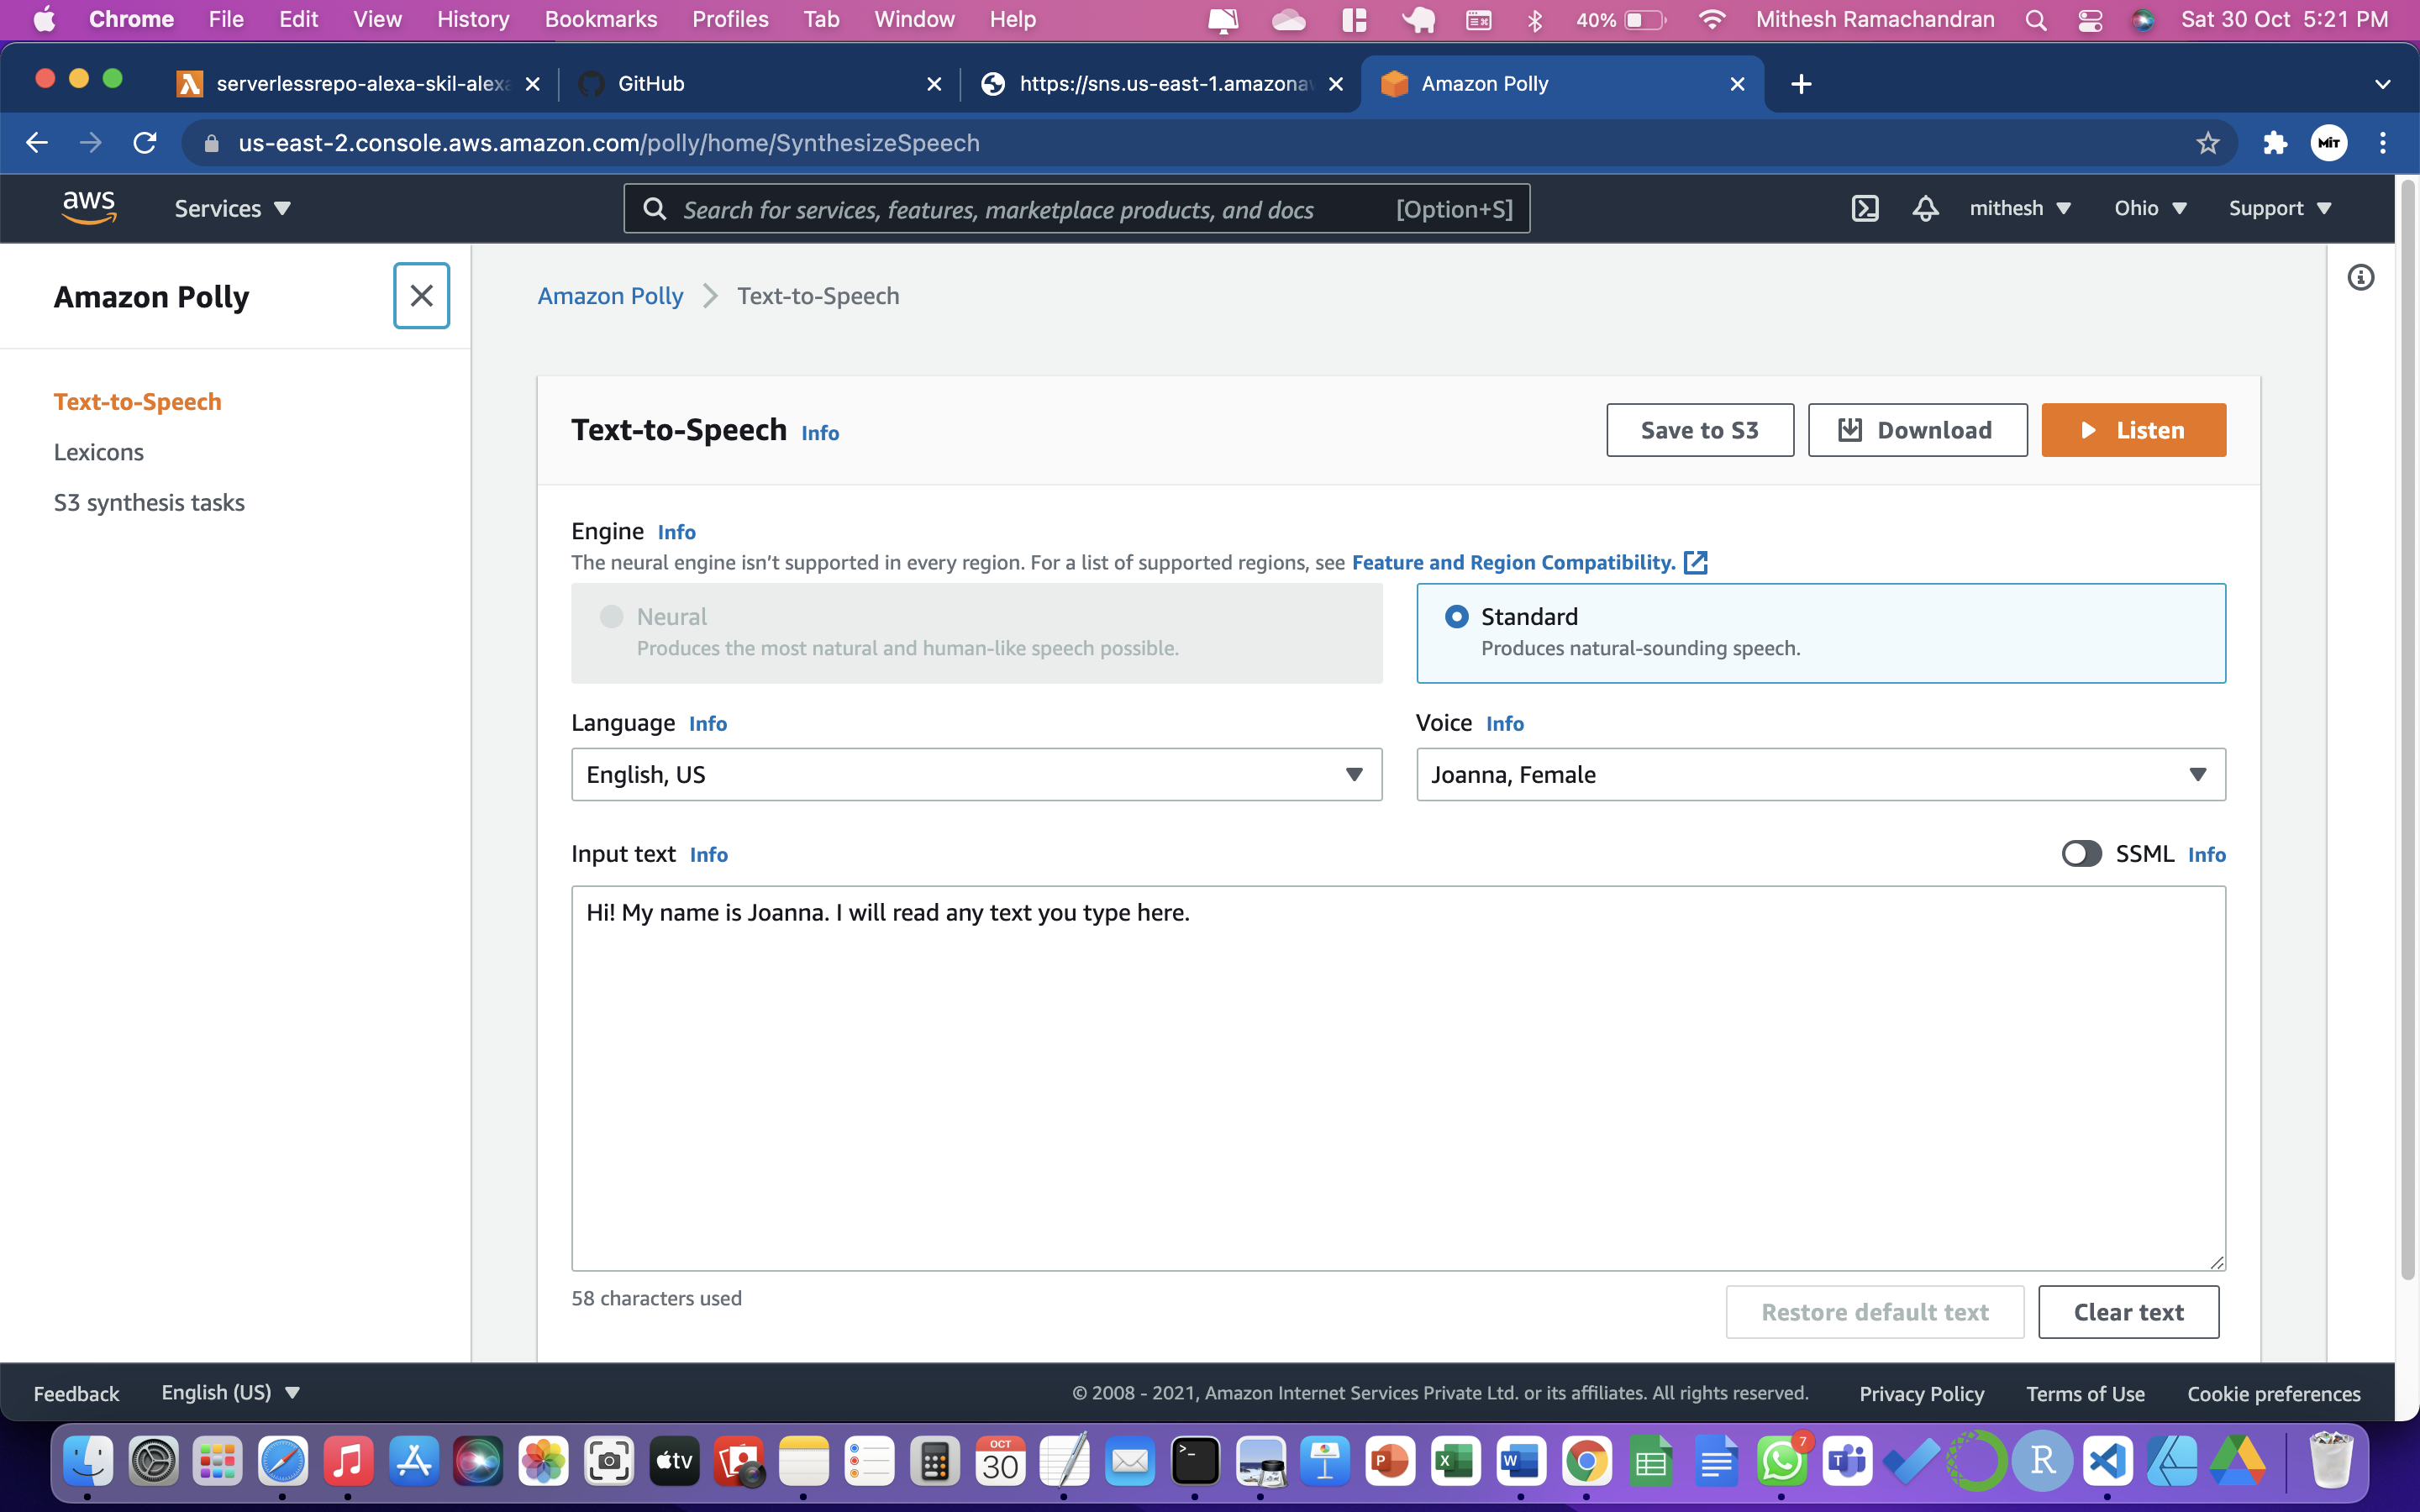 Chrome File Edit View History Bookmarks Profiles Tab Window Help 40% Mithesh Ramachandran Sat 30 Oct 5:21 PM
serverlessrepo-alexa-skil-alexa GitHub https://sns.us-east-1.amazonaw Amazon Polly
us-east-2.console.aws.amazon.com/polly/home/SynthesizeSpeech MiT
aws Services Search for services, features, marketplace products, and docs [Option+S] mithesh Ohio Support
Amazon Polly
Text-to-Speech
Lexicons
S3 synthesis tasks
Amazon Polly Text-to-Speech
Text-to-Speech Info Save to S3 Download Listen
Engine Info
The neural engine isn’t supported in every region. For a list of supported regions, see Feature and Region Compatibility.
Neural
Produces the most natural and human-like speech possible.
Standard
Produces natural-sounding speech.
Language Info
English, US
Voice Info
Joanna, Female
Input text Info SSML Info
Hi! My name is Joanna. I will read any text you type here.
58 characters used
Restore default text Clear text
Feedback English (US) © 2008 - 2021, Amazon Internet Services Private Ltd. or its affiliates. All rights reserved. Privacy Policy Terms of Use Cookie preferences
tv OCT 30 >_ P X W 7 T R